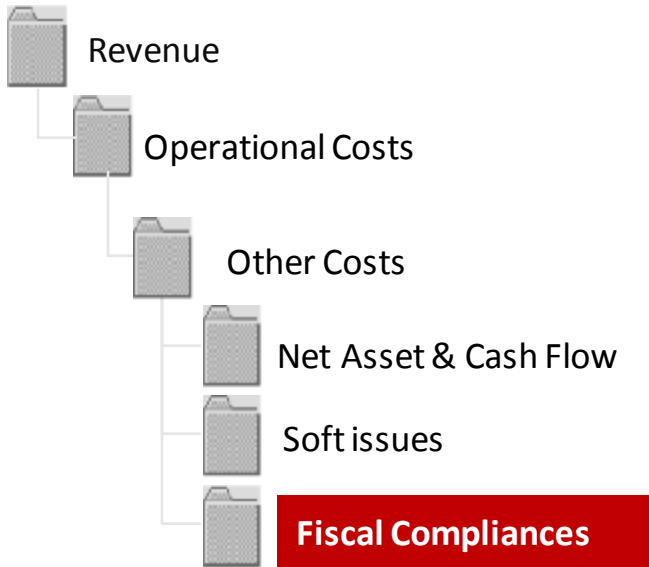 Revenue
Operational Costs
Other Costs
Net Asset & Cash Flow
Soft issues
Fiscal Compliances